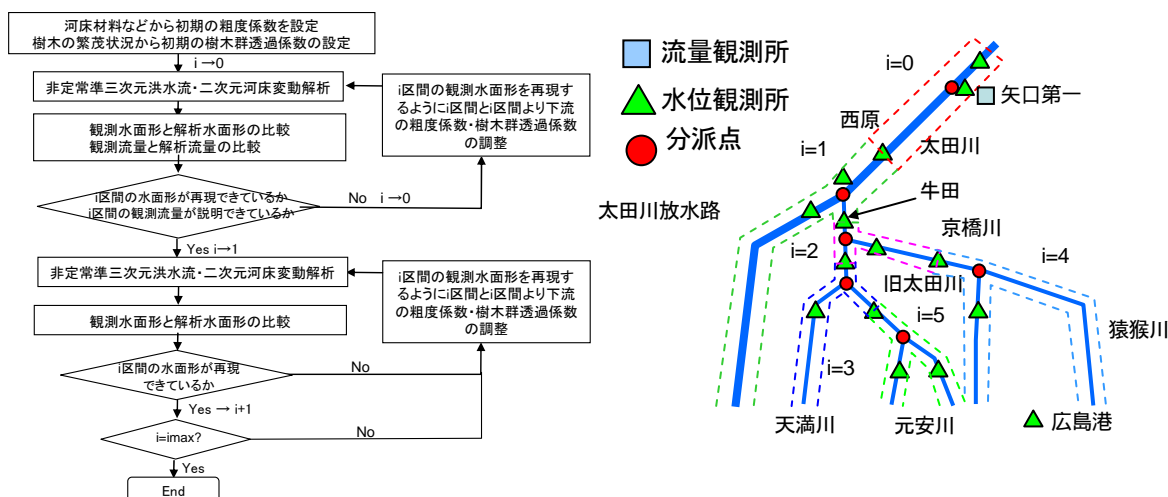 河床材料などから初期の粗度係数を設定
樹木の繁茂状況から初期の樹木群透過係数の設定
i→0
非定常準三次元洪水流・二次元河床変動解析
観測水面形と解析水面形の比較
観測流量と解析流量の比較
i区間の水面形が再現できているか
i区間の観測流量が説明できているか
No i→0
i区間の観測水面形を再現す
るようにi区間とi区間より下流
の粗度係数・樹木群透過係数
の調整
Yes i→1
非定常準三次元洪水流・二次元河床変動解析
観測水面形と解析水面形の比較
i区間の水面形が再現
できているか
No
i区間の観測水面形を再現す
るようにi区間とi区間より下流
の粗度係数・樹木群透過係数
の調整
Yes → i+1
i=imax?
No
Yes
End
流量観測所
水位観測所
分派点
i=0
矢口第一
西原
太田川
i=1
太田川放水路
牛田
京橋川
i=2
i=4
旧太田川
i=5
猿猴川
i=3
天満川
元安川
広島港